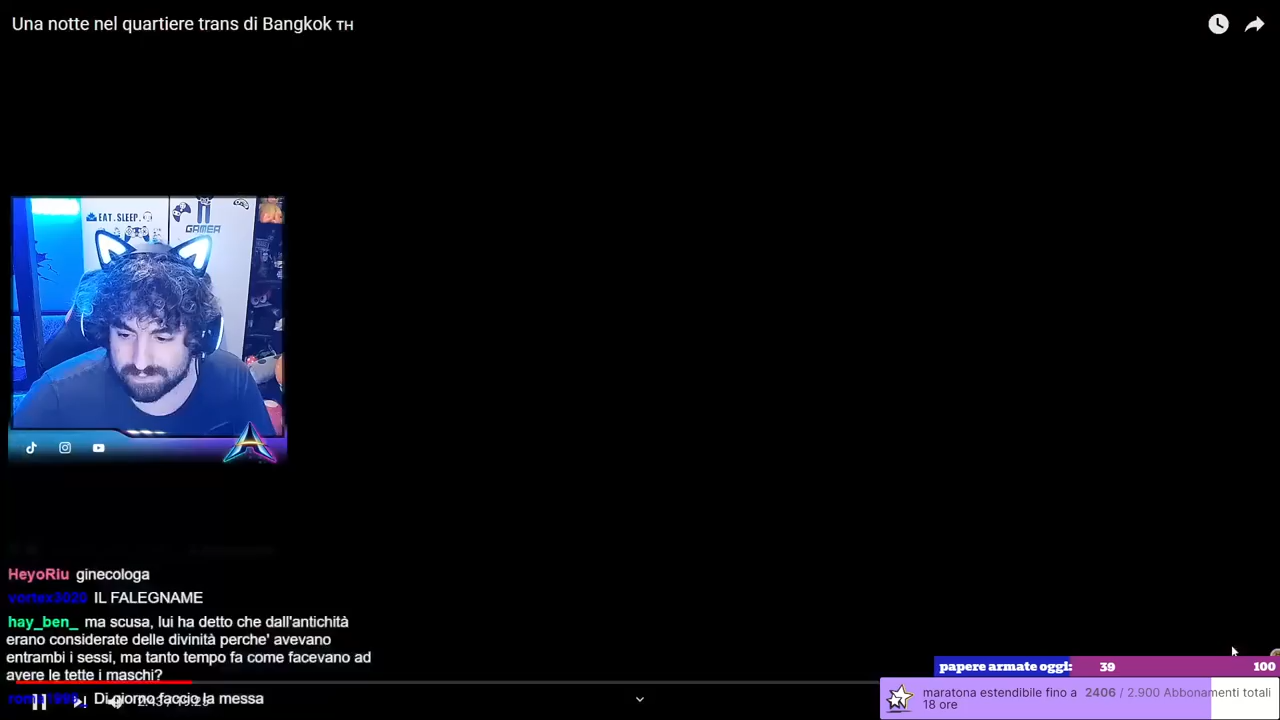 Una notte nel quartiere trans di Bangkok TH
EAT.SLEEP.
GAMER
HeyoRiu ginecologa
vortex3020 IL FALEGNAME
hay_ben_ ma scusa, lui ha detto che dall'antichità
erano considerate delle divinità perche' avevano
entrambi i sessi, ma tanto tempo fa come facevano ad
avere le tette i maschi?
Di giorno faccio la messa
papere armate oggi: 39 100
maratona estendibile fino a 2406 / 2.900 Abbonamenti totali
18 ore